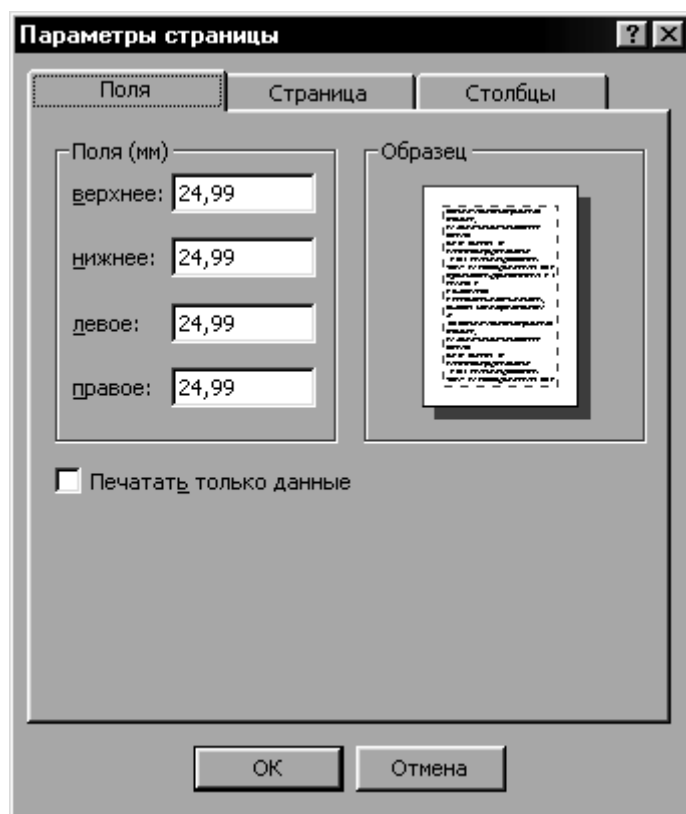 Параметры страницы
Поля Страница Столбцы
Поля (мм) Образец
верхнее: 24,99
нижнее: 24,99
левое: 24,99
правое: 24,99
Печатать только данные
ОК Отмена